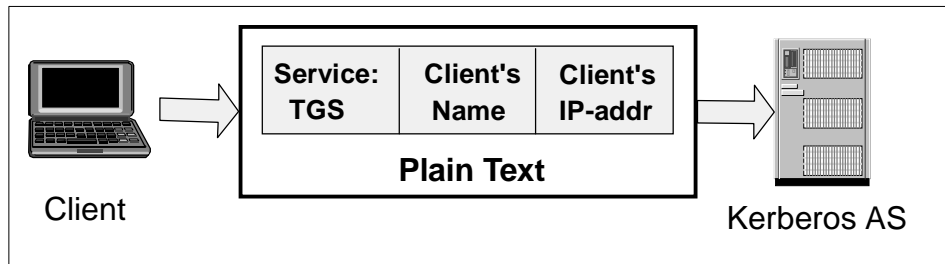 Service: TGS
Client's Name
Client's IP-addr
Plain Text
Client
Kerberos AS